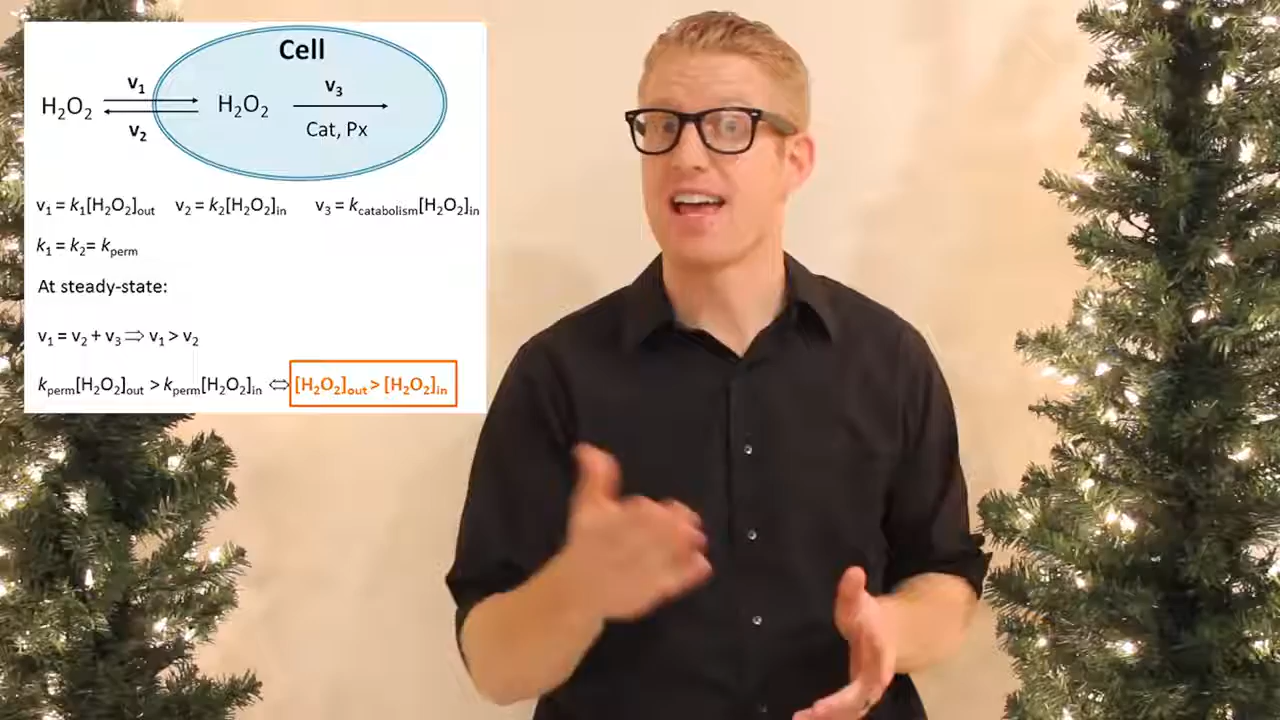 Cell
v₁
v₃
H₂O₂
H₂O₂
v₂
Cat, Px
v₁ = k₁[H₂O₂]out v₂ = k₂[H₂O₂]in v₃ = kcatabolism[H₂O₂]in
k₁ = k₂= kperm
At steady-state:
v₁ = v₂ + v₃ ⇒ v₁ > v₂
kperm[H₂O₂]out > kperm[H₂O₂]in ⇔ [H₂O₂]out > [H₂O₂]in